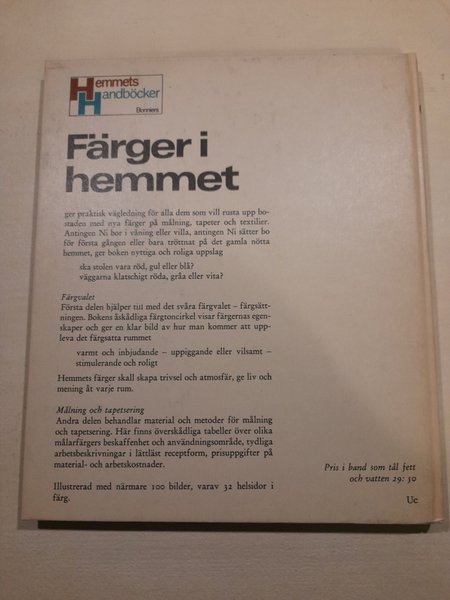 Hemmets
Handböcker
Bonniers
Färger i
hemmet
ger praktisk vägledning för alla dem som vill rusta upp bo-
staden med nya färger på målning, tapeter och textilier.
Antingen Ni bor i våning eller villa, antingen Ni sätter bo
för första gången eller bara tröttnat på det gamla nötta
hemmet, ger boken nyttiga och roliga uppslag
ska stolen vara röd, gul eller blå?
väggarna klatschigt röda, gråa eller vita?
Färgvalet
Första delen hjälper till med det svåra färgvalet – färgsätt-
ningen. Bokens åskådliga färgtoncirkel visar färgernas egen-
skaper och ger en klar bild av hur man kommer att upp-
leva det färgsatta rummet
varmt och inbjudande – uppiggande eller vilsamt –
stimulerande och roligt
Hemmets färger skall skapa trivsel och atmosfär, ge liv och
mening åt varje rum.
Målning och tapetsering
Andra delen behandlar material och metoder för målning
och tapetsering. Här finns överskådliga tabeller över olika
målarfärgers beskaffenhet och användningsområde, tydliga
arbetsbeskrivningar i lättläst receptform, prisuppgifter på
material- och arbetskostnader.
Illustrerad med närmare 100 bilder, varav 32 helsidor i
färg.
Pris i band som tål fett
och vatten 29: 50
Uc